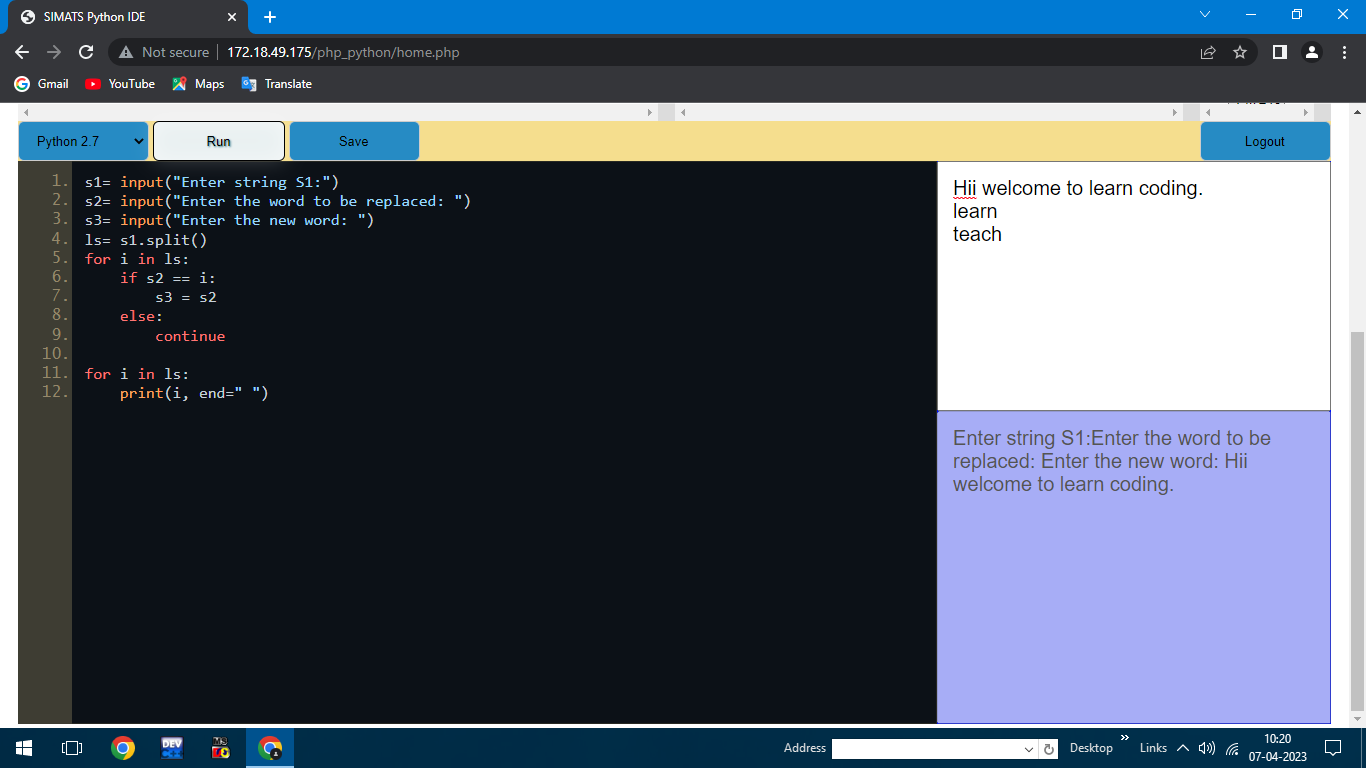 SIMATS Python IDE
Not secure
172.18.49.175/php_python/home.php
Gmail
YouTube
Maps
Translate
Python 2.7
Run
Save
Logout
1. s1= input("Enter string S1:")
2. s2= input("Enter the word to be replaced: ")
3. s3= input("Enter the new word: ")
4. ls= s1.split()
5. for i in ls:
6. if s2 == i:
7. s3 = s2
8. else:
9. continue
10.
11. for i in ls:
12. print(i, end=" ")
Hii welcome to learn coding.
learn
teach
Enter string S1:Enter the word to be
replaced: Enter the new word: Hii
welcome to learn coding.
DEV
Address
Desktop
Links
10:20
07-04-2023